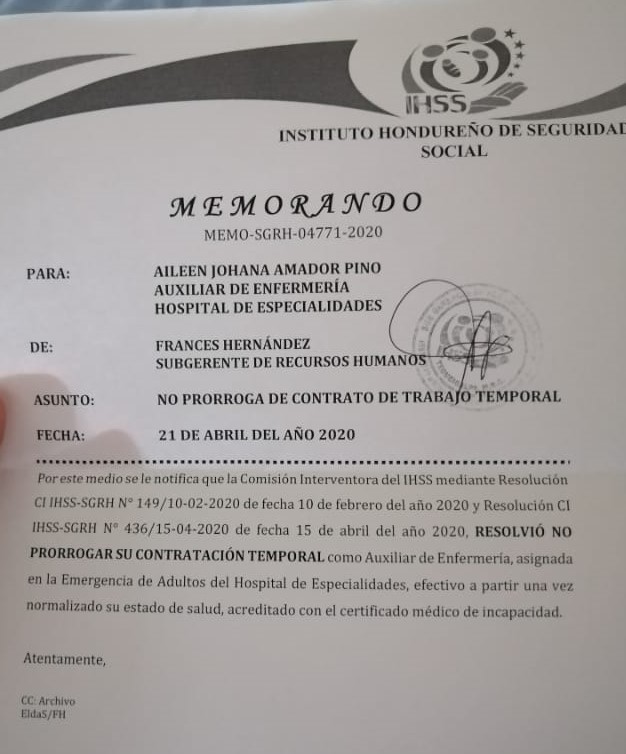 IHSS
INSTITUTO HONDUREÑO DE SEGURIDAD
SOCIAL
MEMORANDO
MEMO-SGRH-04771-2020
PARA: AILEEN JOHANA AMADOR PINO
AUXILIAR DE ENFERMERÍA
HOSPITAL DE ESPECIALIDADES
DE: FRANCES HERNÁNDEZ
SUBGERENTE DE RECURSOS HUMANOS
ASUNTO: NO PRORROGA DE CONTRATO DE TRABAJO TEMPORAL
FECHA: 21 DE ABRIL DEL AÑO 2020
Por este medio se le notifica que la Comisión Interventora del IHSS mediante Resolución
CI IHSS-SGRH N° 149/10-02-2020 de fecha 10 de febrero del año 2020 y Resolución CI
IHSS-SGRH N° 436/15-04-2020 de fecha 15 de abril del año 2020, RESOLVIÓ NO
PRORROGAR SU CONTRATACIÓN TEMPORAL como Auxiliar de Enfermería, asignada
en la Emergencia de Adultos del Hospital de Especialidades, efectivo a partir una vez
normalizado su estado de salud, acreditado con el certificado médico de incapacidad.
Atentamente,
CC: Archivo
EldaS/FH